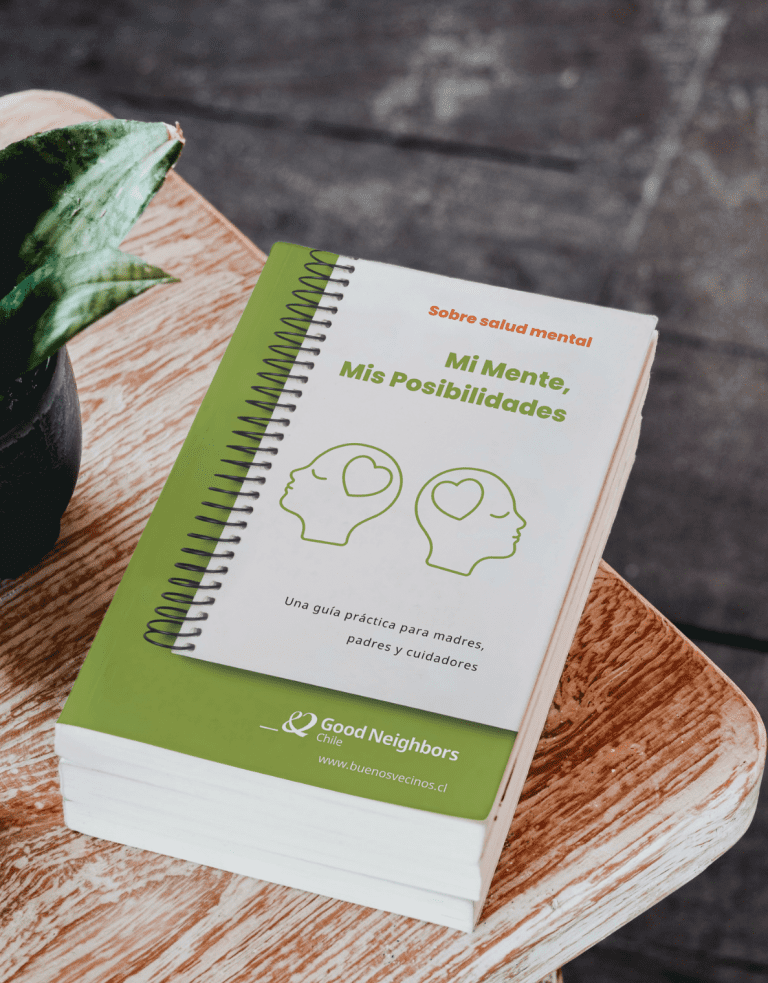 Sobre salud mental
Mi Mente,
Mis Posibilidades
Una guía práctica para madres,
padres y cuidadores
Good Neighbors
Chile
www.buenosvecinos.cl